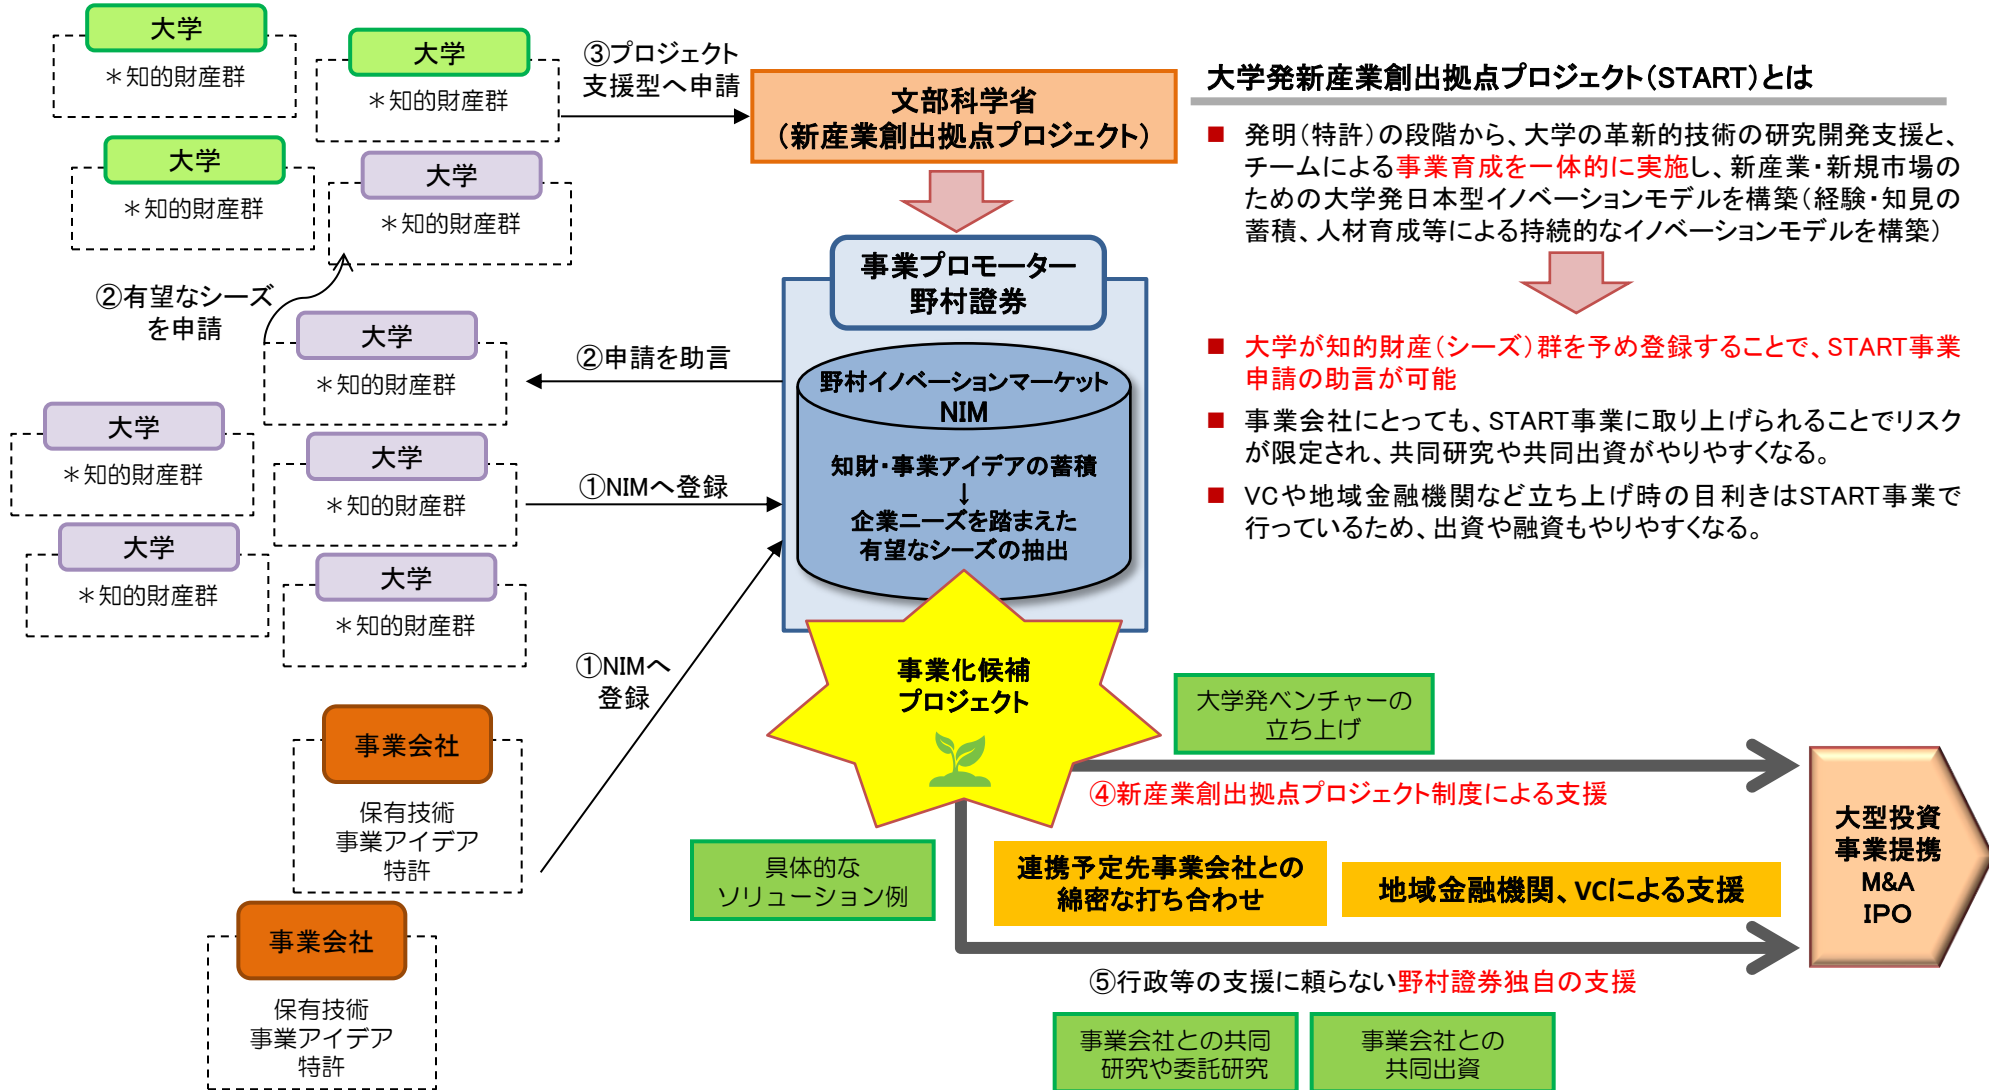 大学
＊知的財産群
大学
＊知的財産群
大学
＊知的財産群
大学
＊知的財産群
③プロジェクト
支援型へ申請
文部科学省
（新産業創出拠点プロジェクト）
②有望なシーズ
を申請
大学
＊知的財産群
②申請を助言
大学
＊知的財産群
大学
＊知的財産群
①NIMへ登録
大学
＊知的財産群
大学
＊知的財産群
①NIMへ
登録
事業会社
保有技術
事業アイデア
特許
事業会社
保有技術
事業アイデア
特許
事業プロモーター
野村證券
野村イノベーションマーケット
NIM
知財・事業アイデアの蓄積
↓
企業ニーズを踏まえた
有望なシーズの抽出
事業化候補
プロジェクト
大学発新産業創出拠点プロジェクト（START）とは
■ 発明（特許）の段階から、大学の革新的技術の研究開発支援と、
チームによる事業育成を一体的に実施し、新産業・新規市場の
ための大学発日本型イノベーションモデルを構築（経験・知見の
蓄積、人材育成等による持続的なイノベーションモデルを構築）
■ 大学が知的財産（シーズ）群を予め登録することで、START事業
申請の助言が可能
■ 事業会社にとっても、START事業に取り上げられることでリスク
が限定され、共同研究や共同出資がやりやすくなる。
■ VCや地域金融機関など立ち上げ時の目利きはSTART事業で
行っているため、出資や融資もやりやすくなる。
大学発ベンチャーの
立ち上げ
④新産業創出拠点プロジェクト制度による支援
具体的な
ソリューション例
連携予定先事業会社との
綿密な打ち合わせ
地域金融機関、VCによる支援
⑤行政等の支援に頼らない野村證券独自の支援
事業会社との共同
研究や委託研究
事業会社との
共同出資
大型投資
事業提携
M&A
IPO